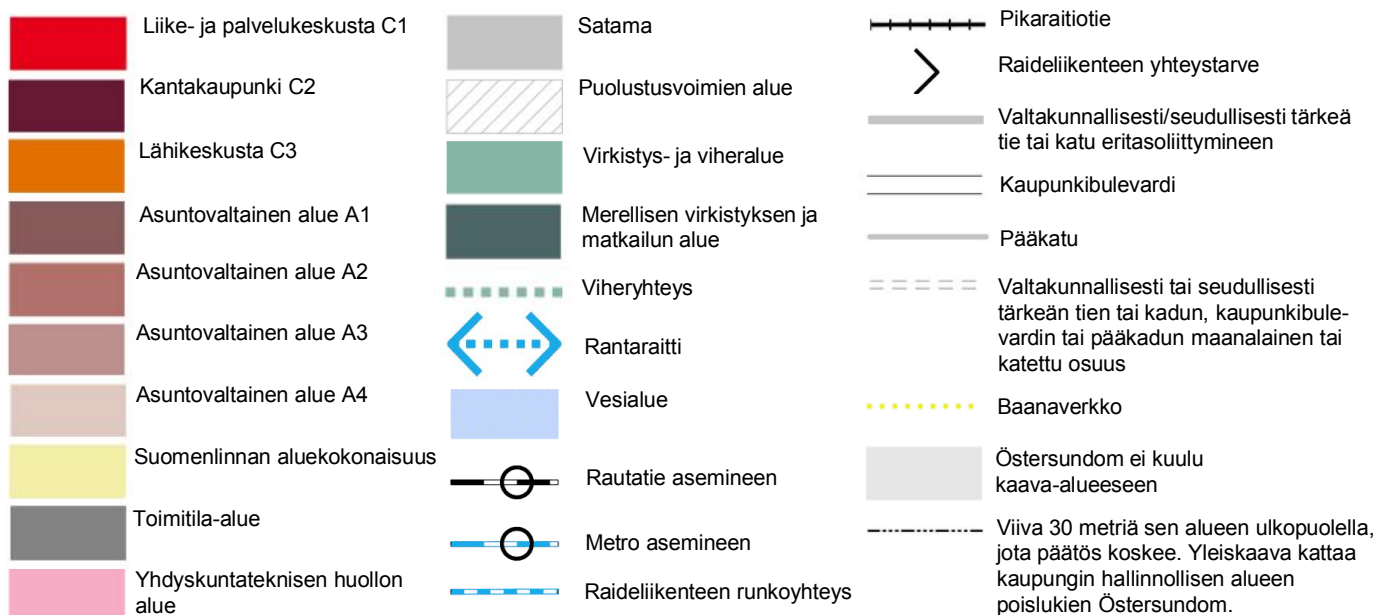 Liike- ja palvelukeskusta C1
Kantakaupunki C2
Lähikeskusta C3
Asuntovaltainen alue A1
Asuntovaltainen alue A2
Asuntovaltainen alue A3
Asuntovaltainen alue A4
Suomenlinnan aluekokonaisuus
Toimitila-alue
Yhdyskuntateknisen huollon
alue
Satama
Puolustusvoimien alue
Virkistys- ja viheralue
Merellisen virkistyksen ja
matkailun alue
Viheryhteys
Rantaraitti
Vesialue
Rautatie asemineen
Metro asemineen
Raideliikenteen runkoyhteys
Pikaraitiotie
Raideliikenteen yhteystarve
Valtakunnallisesti/seudullisesti tärkeä
tie tai katu eritasoliittymineen
Kaupunkibulevardi
Pääkatu
Valtakunnallisesti tai seudullisesti
tärkeän tien tai kadun, kaupunkibule-
vardin tai pääkadun maanalainen tai
katettu osuus
Baanaverkko
Östersundom ei kuulu
kaava-alueeseen
Viiva 30 metriä sen alueen ulkopuolella,
jota päätös koskee. Yleiskaava kattaa
kaupungin hallinnollisen alueen
poislukien Östersundom.